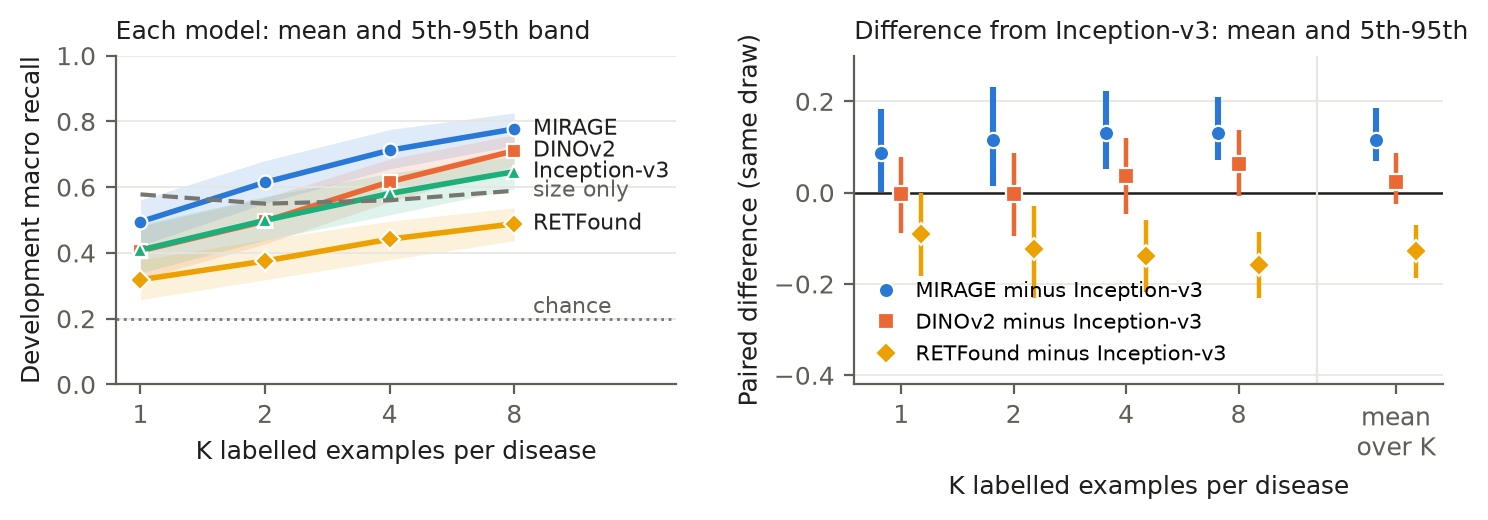 Each model: mean and 5th-95th band
Development macro recall
1.0
0.8
0.6
0.4
0.2
0.0
MIRAGE
DINOv2
Inception-v3
size only
RETFound
chance
1 2 4 8
K labelled examples per disease
Difference from Inception-v3: mean and 5th-95th
Paired difference (same draw)
0.2
0.0
−0.2
−0.4
MIRAGE minus Inception-v3
DINOv2 minus Inception-v3
RETFound minus Inception-v3
1 2 4 8 mean
over K
K labelled examples per disease